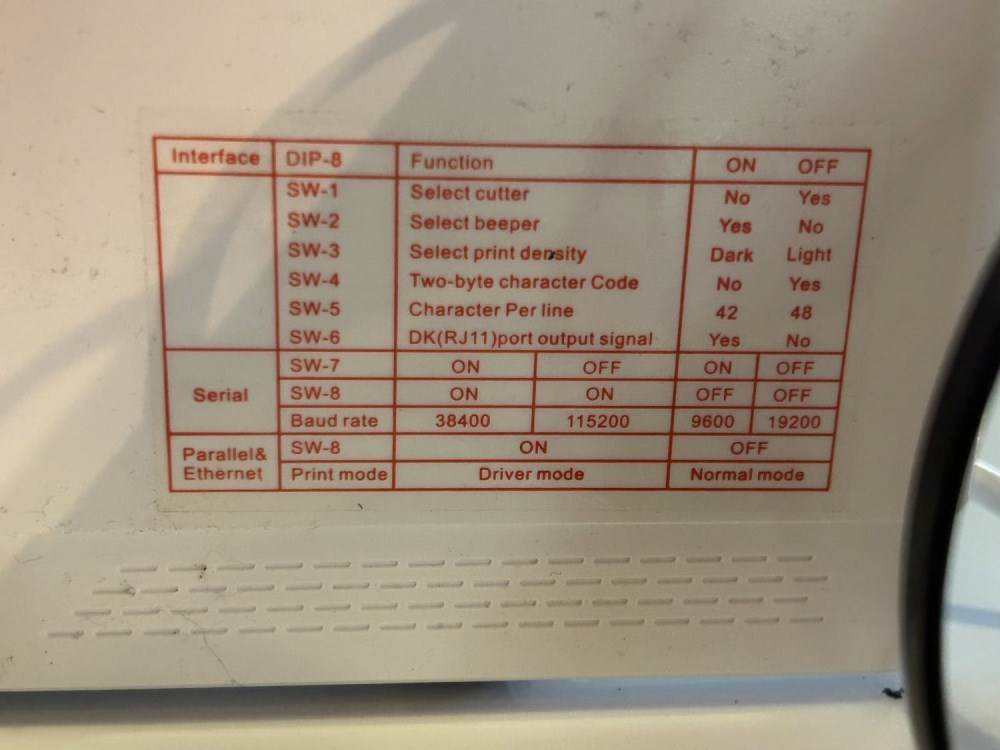 Interface DIP-8 Function ON OFF
SW-1 Select cutter No Yes
SW-2 Select beeper Yes No
SW-3 Select print density Dark Light
SW-4 Two-byte character Code No Yes
SW-5 Character Per line 42 48
SW-6 DK(RJ11)port output signal Yes No
Serial
SW-7 ON OFF ON OFF
SW-8 ON ON OFF OFF
Baud rate 38400 115200 9600 19200
Parallel&
Ethernet
SW-8 ON OFF
Print mode Driver mode Normal mode